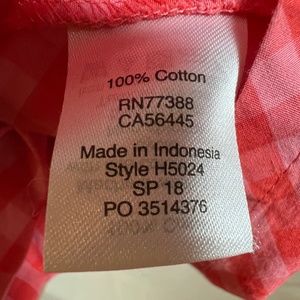 100% Cotton
RN77388
CA56445
Made in Indonesia
Style H5024
SP 18
PO 3514376